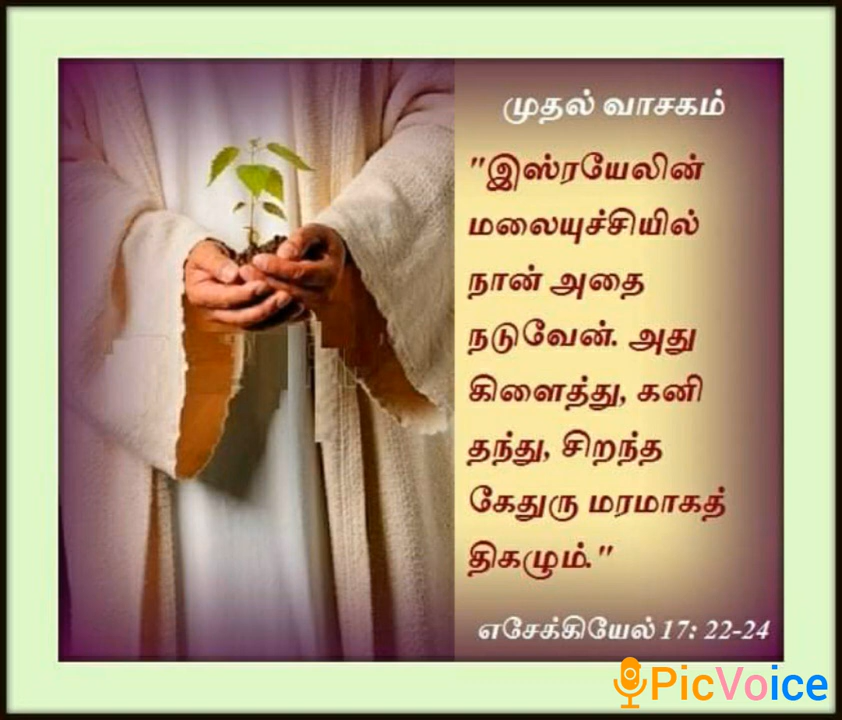 முதல் வாசகம்
"இஸ்ரயேலின்
மலையுச்சியில்
நான் அதை
நடுவேன். அது
கிளைத்து, கனி
தந்து, சிறந்த
கேதுரு மரமாகத்
திகழும்."
எசேக்கியேல் 17: 22-24
PicVoice